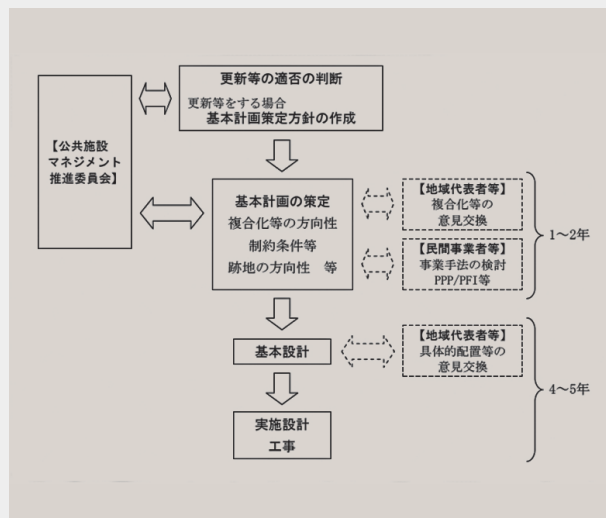 更新等の適否の判断
更新等をする場合
基本計画策定方針の作成
【公共施設
マネジメント
推進委員会】
基本計画の策定
複合化等の方向性
制約条件等
跡地の方向性　等
【地域代表者等】
複合化等の
意見交換
【民間事業者等】
事業手法の検討
PPP/PFI等
1～2年
基本設計
【地域代表者等】
具体的配置等の
意見交換
4～5年
実施設計
工事